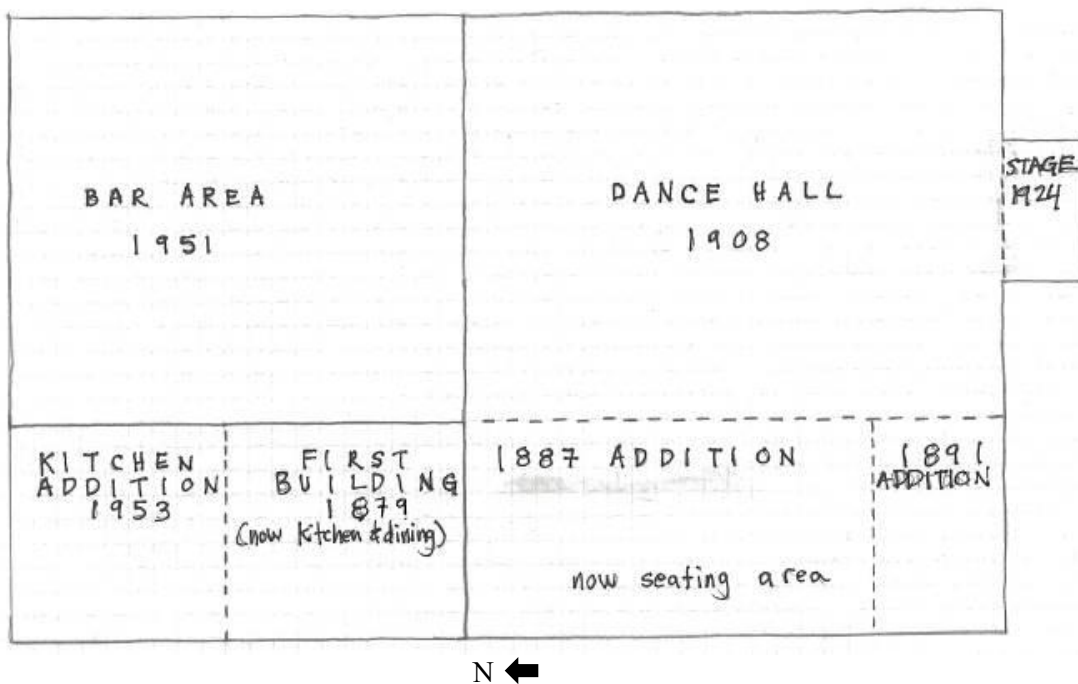 BAR AREA
1951
DANCE HALL
1908
STAGE
1924
KITCHEN
ADDITION
1953
FIRST
BUILDING
1879
(now kitchen & dining)
1887 ADDITION
now seating area
1891
ADDITION
N